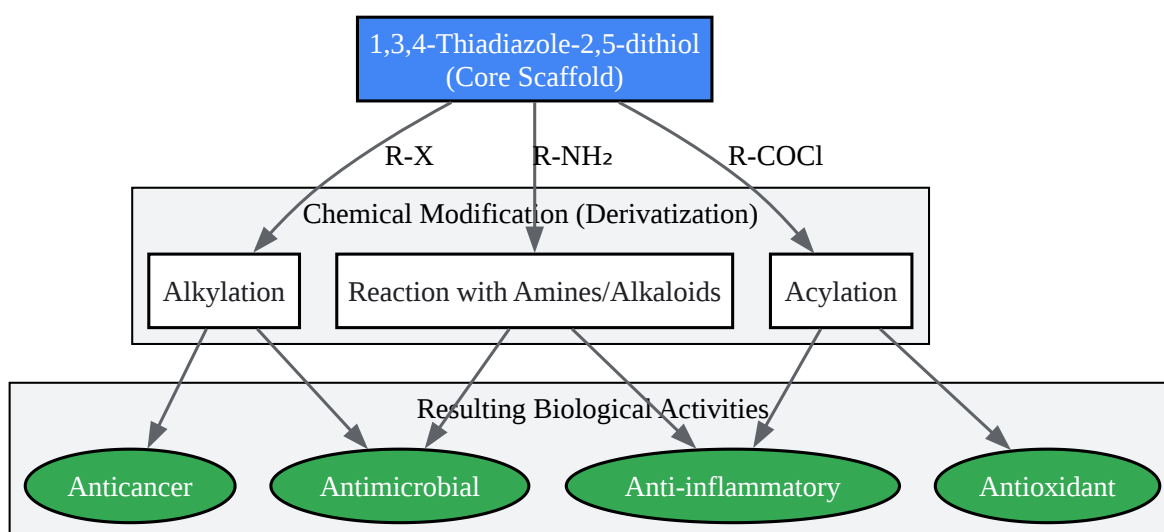 1,3,4-Thiadiazole-2,5-dithiol
(Core Scaffold)
R-X
R-NH₂
R-COCl
Chemical Modification (Derivatization)
Alkylation
Reaction with Amines/Alkaloids
Acylation
Resulting Biological Activities
Anticancer
Antimicrobial
Anti-inflammatory
Antioxidant